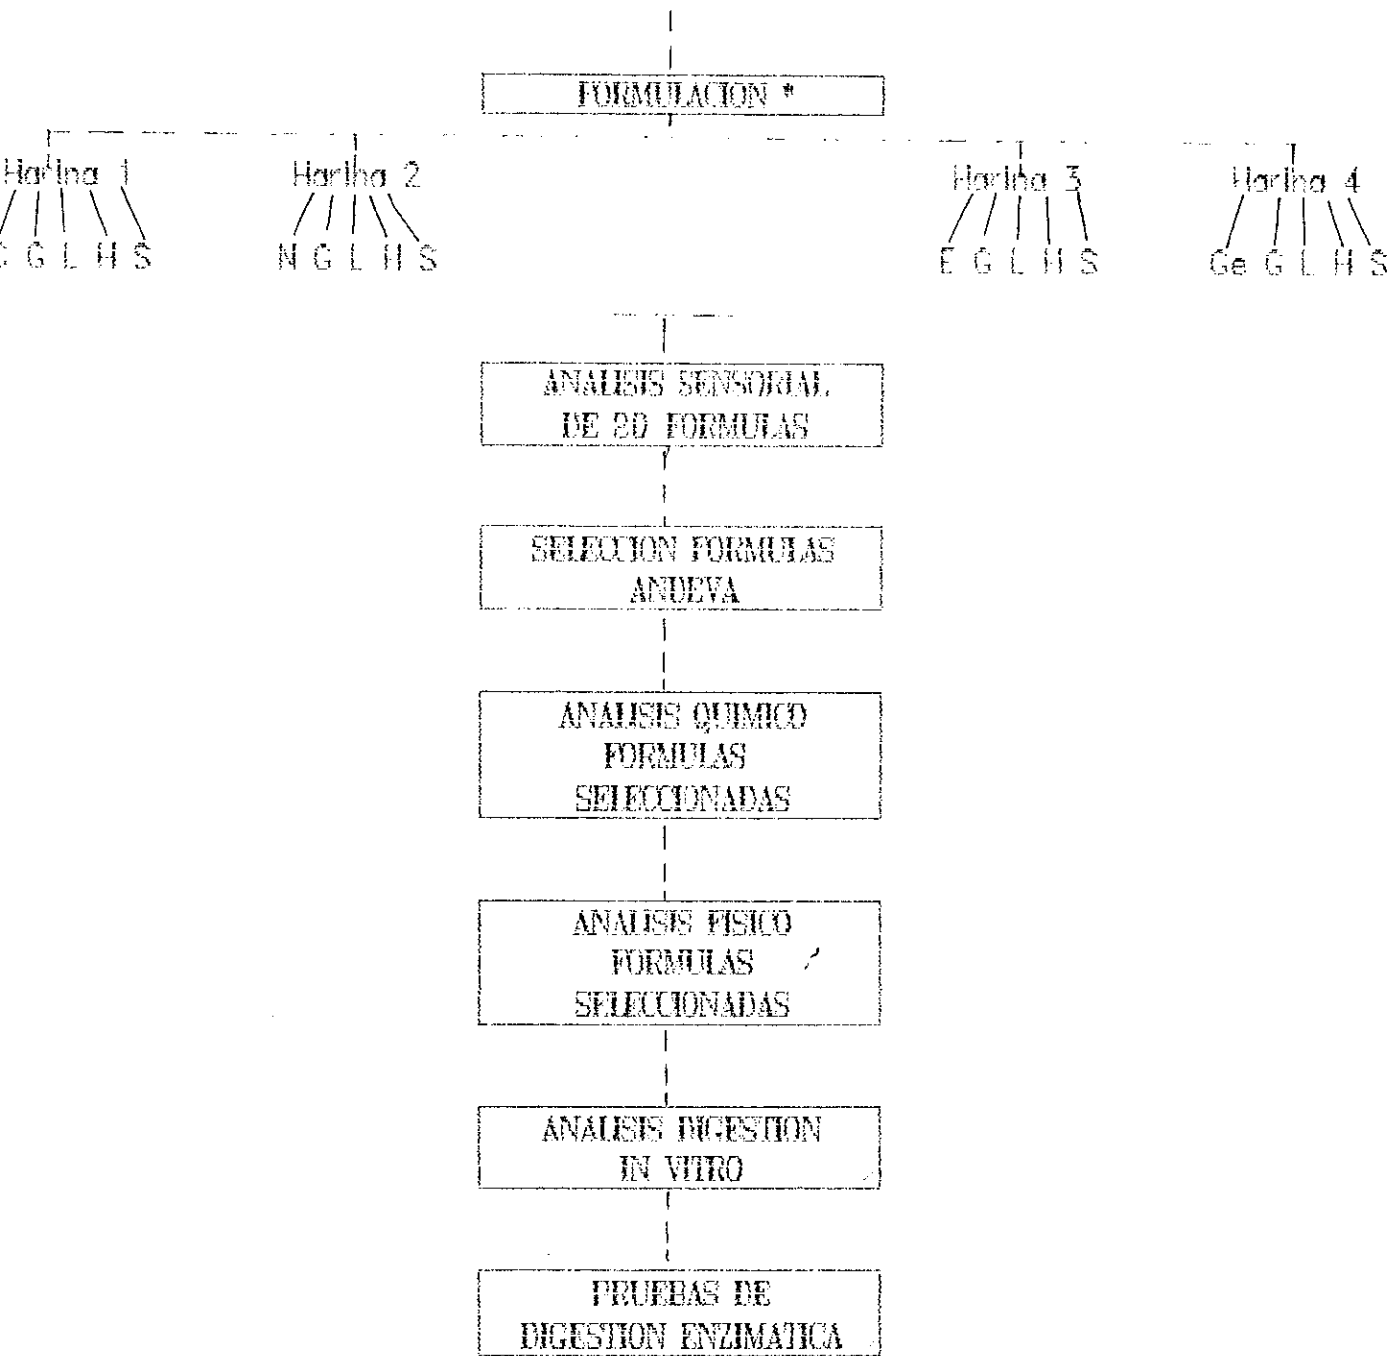 FORMULACION *
Harina 1 Harina 2 Harina 3 Harina 4
G L H S N G L H S E G L H S Ge G L H S
ANALISIS SENSORIAL
DE 20 FORMULAS
SELECCION FORMULAS
ANDEVA
ANALISIS QUIMICO
FORMULAS
SELECCIONADAS
ANALISIS FISICO
FORMULAS
SELECCIONADAS
ANALISIS DIGESTION
IN VITRO
PRUEBAS DE
DIGESTION ENZIMATICA